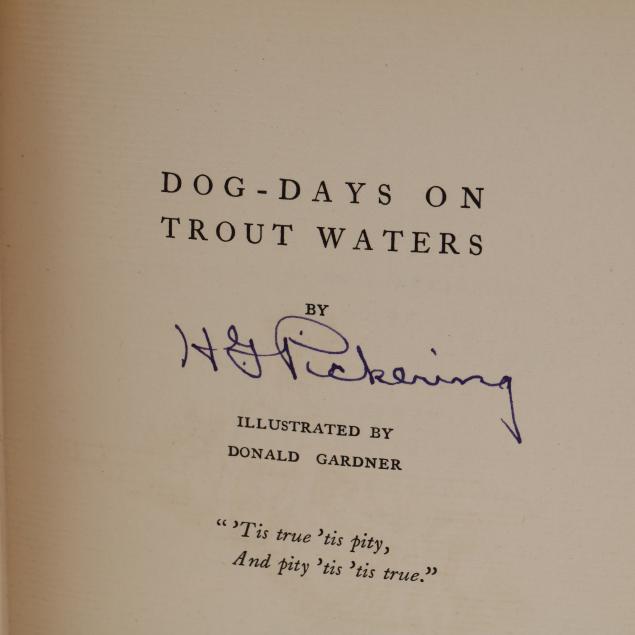 DOG-DAYS ON
TROUT WATERS
BY
H G Pickering
ILLUSTRATED BY
DONALD GARDNER
“ ’Tis true ’tis pity,
And pity ’tis ’tis true.”